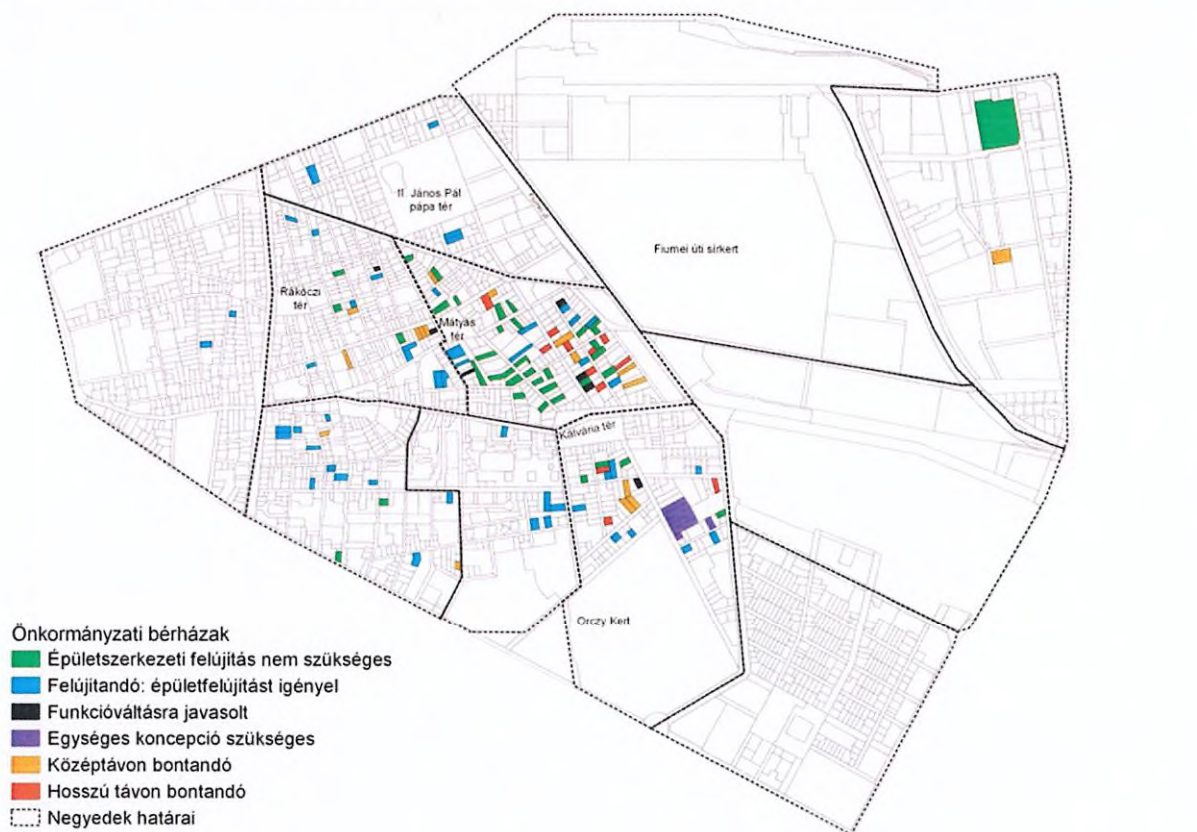 II. János Pál
pápa tér
Fiumei úti sírkert
Rákóczi
tér
Mátyás
tér
Kálvária tér
Orczy Kert
Önkormányzati bérházak
Épületszerkezeti felújítás nem szükséges
Felújítandó: épületfelújítást igényel
Funkcióváltásra javasolt
Egységes koncepció szükséges
Középtávon bontandó
Hosszú távon bontandó
Negyedek határai